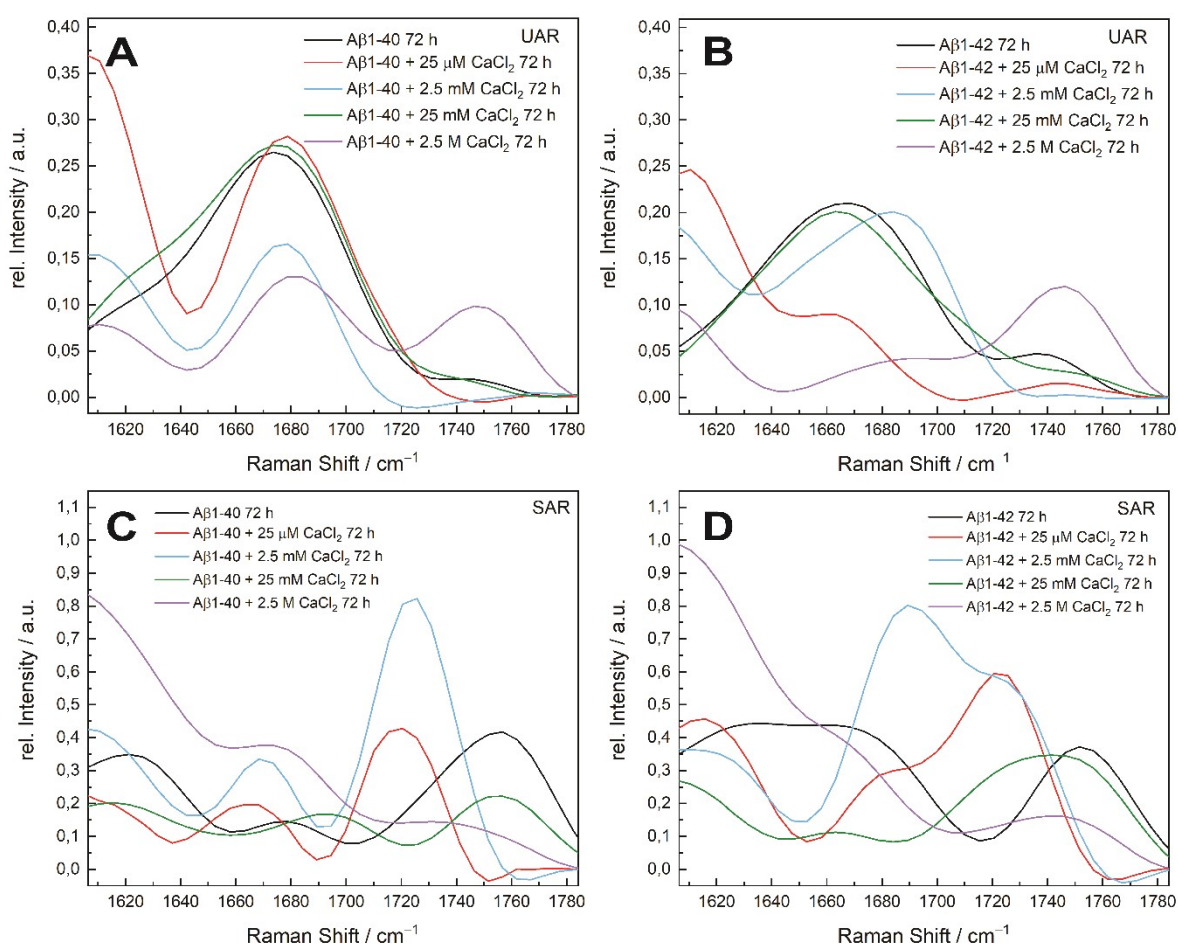 A
UAR
Aβ1-40 72 h
Aβ1-40 + 25 μM CaCl₂ 72 h
Aβ1-40 + 2.5 mM CaCl₂ 72 h
Aβ1-40 + 25 mM CaCl₂ 72 h
Aβ1-40 + 2.5 M CaCl₂ 72 h
0,40
0,35
0,30
0,25
0,20
0,15
0,10
0,05
0,00
rel. Intensity / a.u.
1620 1640 1660 1680 1700 1720 1740 1760 1780
Raman Shift / cm⁻¹
B
UAR
Aβ1-42 72 h
Aβ1-42 + 25 μM CaCl₂ 72 h
Aβ1-42 + 2.5 mM CaCl₂ 72 h
Aβ1-42 + 25 mM CaCl₂ 72 h
Aβ1-42 + 2.5 M CaCl₂ 72 h
0,40
0,35
0,30
0,25
0,20
0,15
0,10
0,05
0,00
rel. Intensity / a.u.
1620 1640 1660 1680 1700 1720 1740 1760 1780
Raman Shift / cm⁻¹
C
SAR
Aβ1-40 72 h
Aβ1-40 + 25 μM CaCl₂ 72 h
Aβ1-40 + 2.5 mM CaCl₂ 72 h
Aβ1-40 + 25 mM CaCl₂ 72 h
Aβ1-40 + 2.5 M CaCl₂ 72 h
1,1
1,0
0,9
0,8
0,7
0,6
0,5
0,4
0,3
0,2
0,1
0,0
rel. Intensity / a.u.
1620 1640 1660 1680 1700 1720 1740 1760 1780
Raman Shift / cm⁻¹
D
SAR
Aβ1-42 72 h
Aβ1-42 + 25 μM CaCl₂ 72 h
Aβ1-42 + 2.5 mM CaCl₂ 72 h
Aβ1-42 + 25 mM CaCl₂ 72 h
Aβ1-42 + 2.5 M CaCl₂ 72 h
1,1
1,0
0,9
0,8
0,7
0,6
0,5
0,4
0,3
0,2
0,1
0,0
rel. Intensity / a.u.
1620 1640 1660 1680 1700 1720 1740 1760 1780
Raman Shift / cm⁻¹